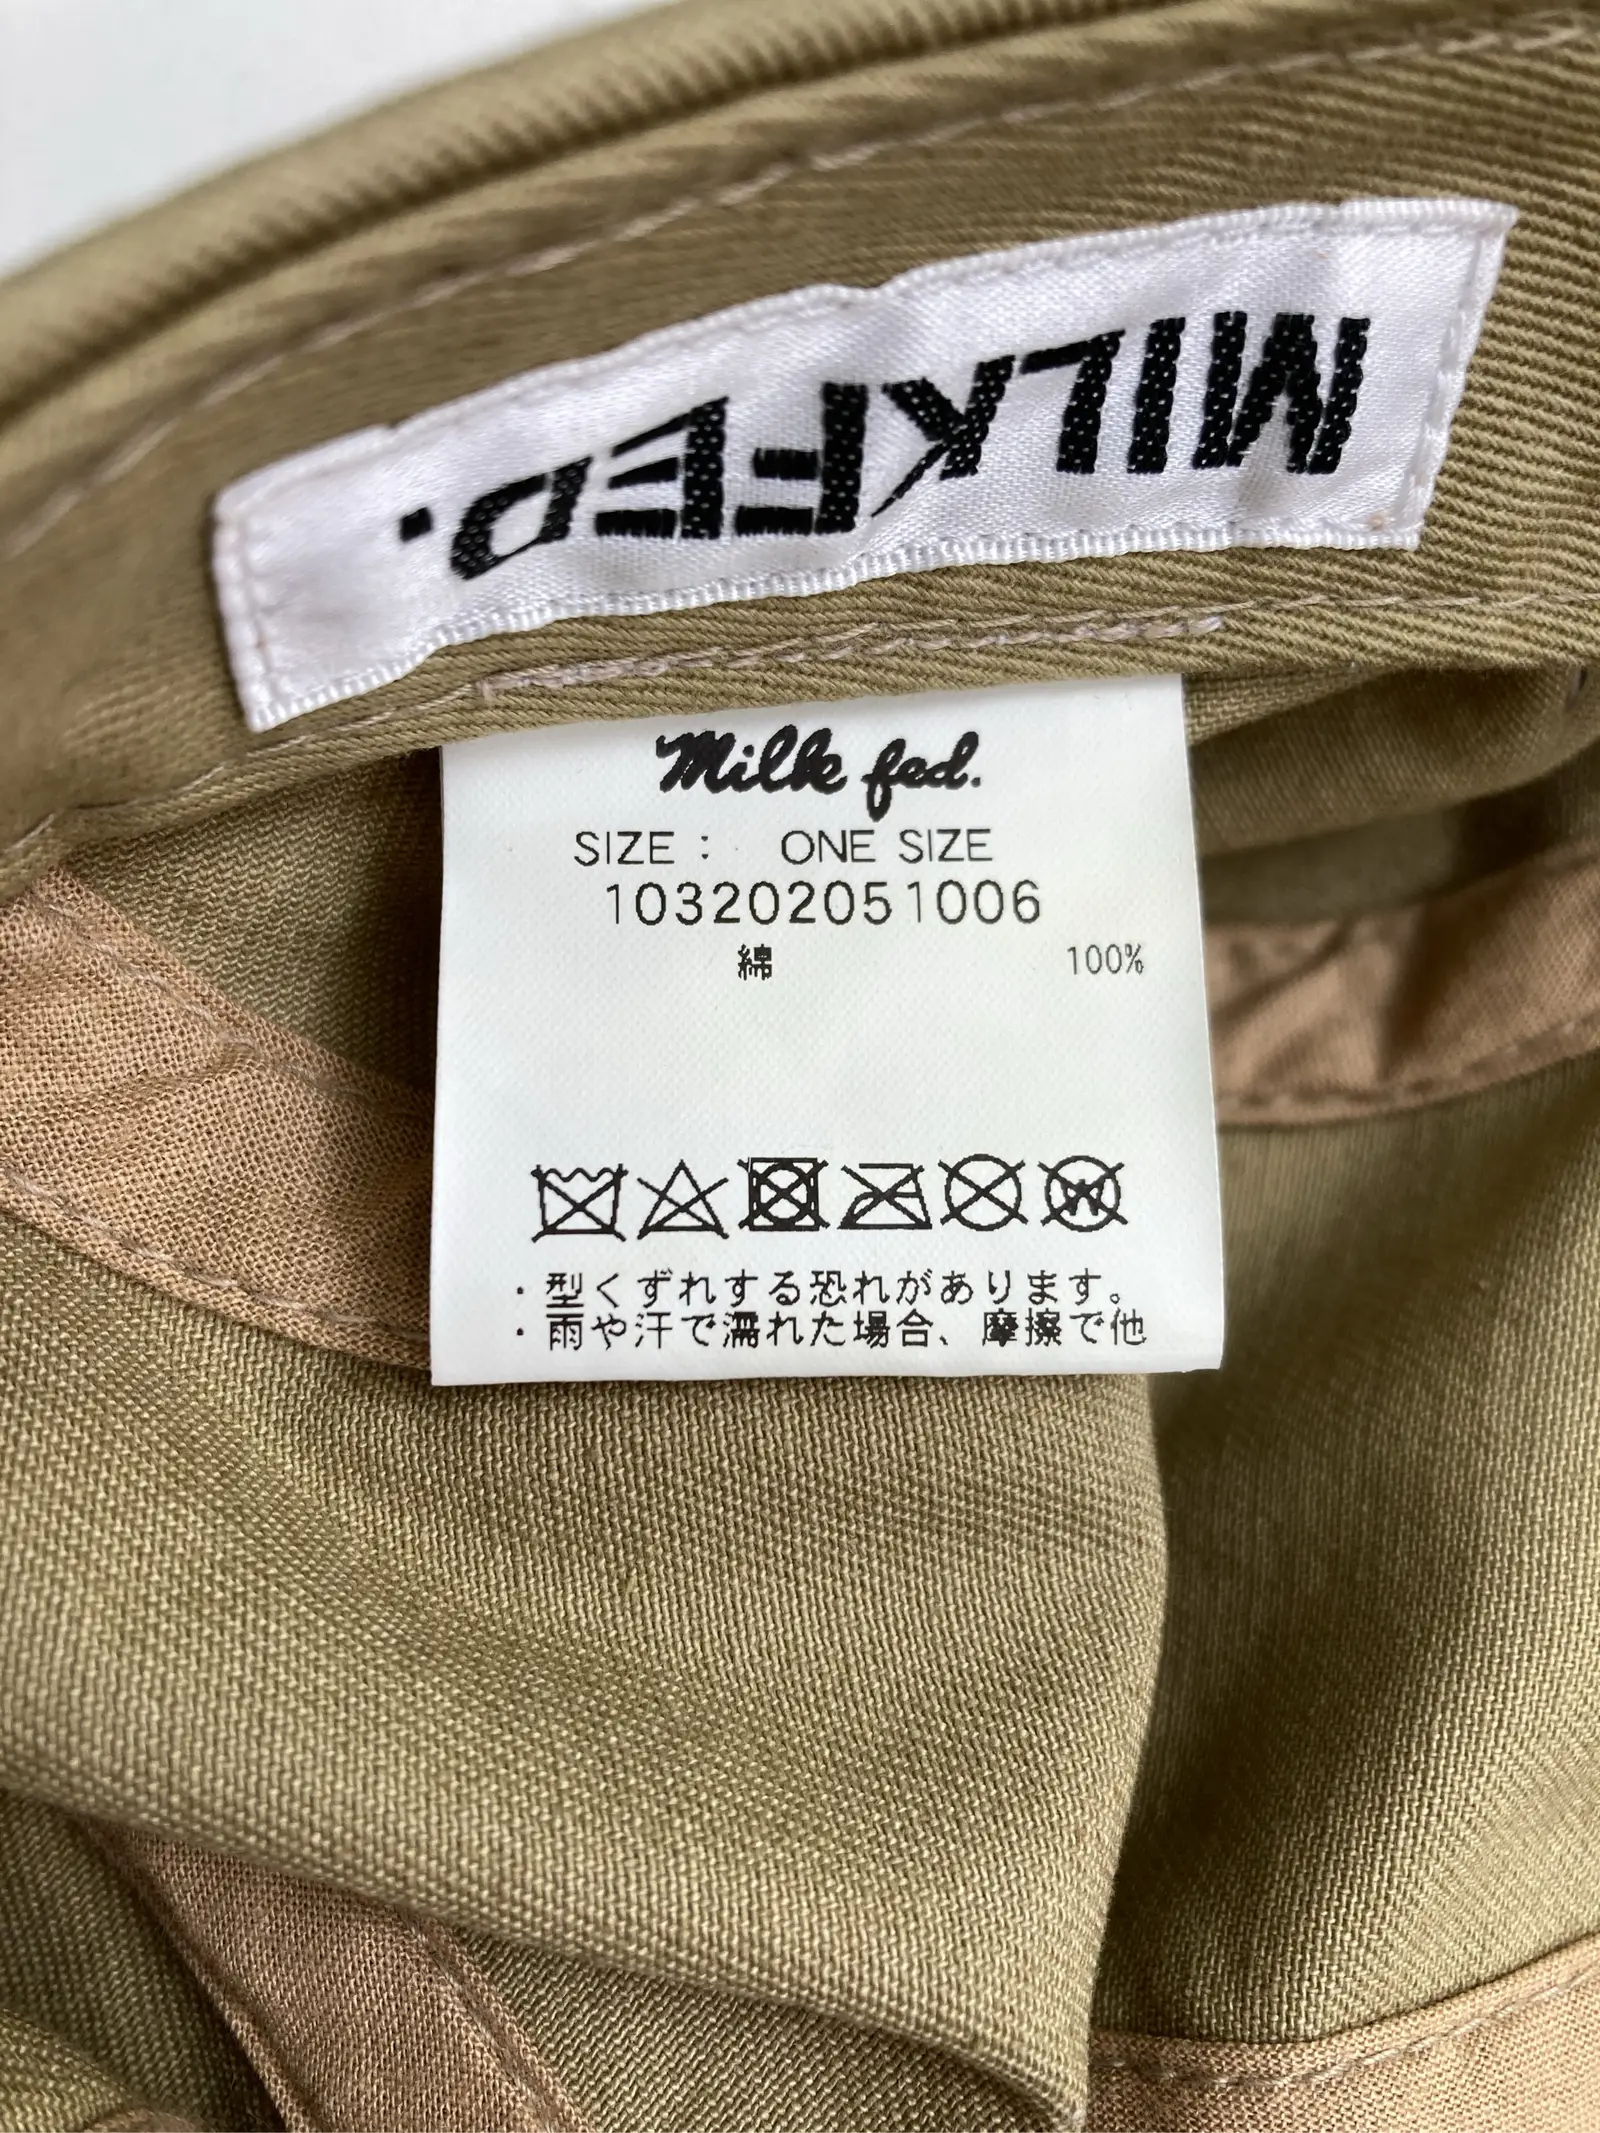 MILKFED.
Milk fed.
SIZE : ONE SIZE
103202051006
綿 100%
・型くずれする恐れがあります。
・雨や汗で濡れた場合、摩擦で他